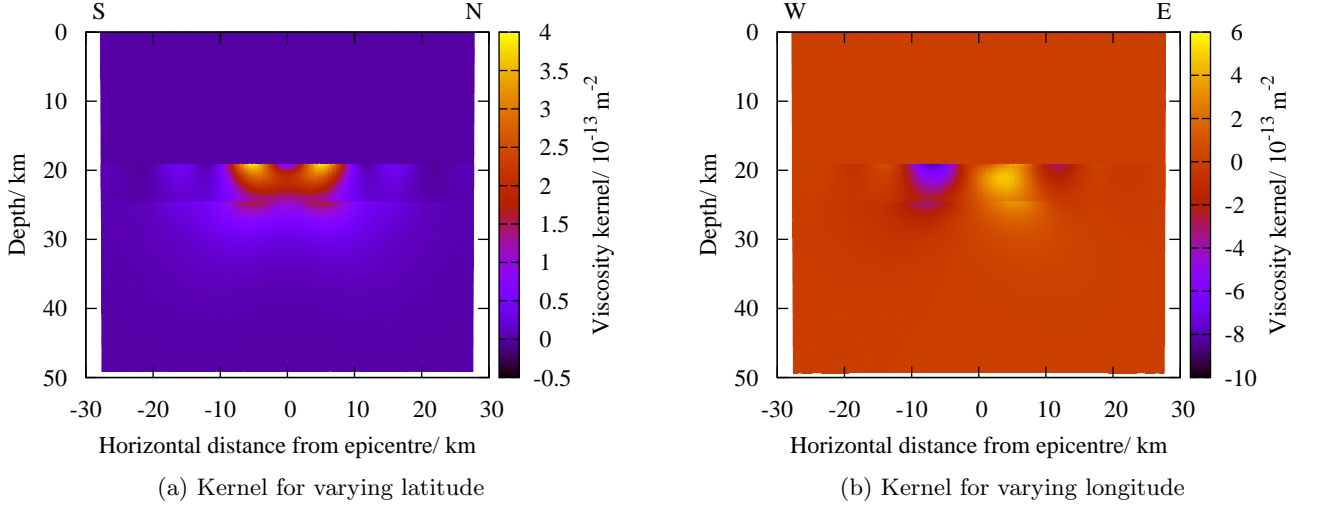 S N
0
10
20
30
40
50
-30 -20 -10 0 10 20 30
Depth/ km
Horizontal distance from epicentre/ km
4
3.5
3
2.5
2
1.5
1
0.5
0
-0.5
Viscosity kernel/ 10^-13 m^-2
(a) Kernel for varying latitude
W E
0
10
20
30
40
50
-30 -20 -10 0 10 20 30
Depth/ km
Horizontal distance from epicentre/ km
6
4
2
0
-2
-4
-6
-8
-10
Viscosity kernel/ 10^-13 m^-2
(b) Kernel for varying longitude